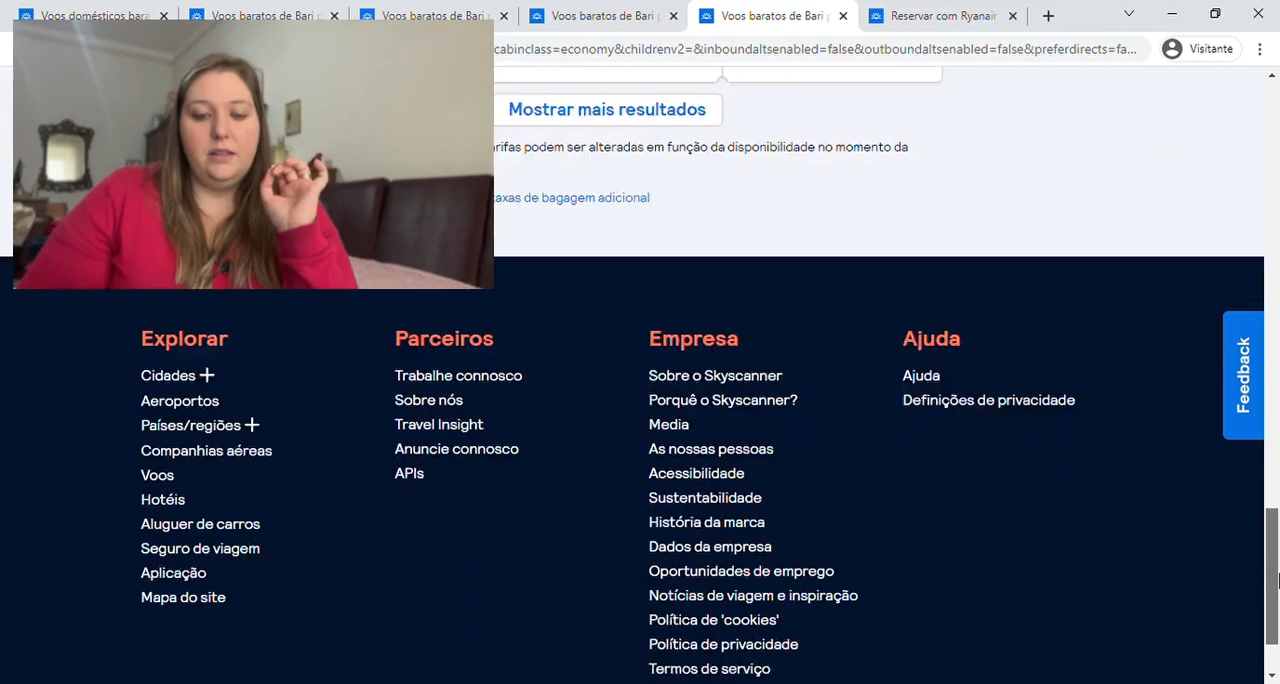 Voos domésticos bara
Voos baratos de Bari p
Voos baratos de Bari
Voos baratos de Bari p
Voos baratos de Bari p
Reservar com Ryanair
cabinclass=economy&childrenv2=&inboundaltsenabled=false&outboundaltsenabled=false&preferdirects=fa...
Visitante
Mostrar mais resultados
arifas podem ser alteradas em função da disponibilidade no momento da
taxas de bagagem adicional
Feedback
Explorar
Cidades +
Aeroportos
Países/regiões +
Companhias aéreas
Voos
Hotéis
Aluguer de carros
Seguro de viagem
Aplicação
Mapa do site
Parceiros
Trabalhe connosco
Sobre nós
Travel Insight
Anuncie connosco
APIs
Empresa
Sobre o Skyscanner
Porquê o Skyscanner?
Media
As nossas pessoas
Acessibilidade
Sustentabilidade
História da marca
Dados da empresa
Oportunidades de emprego
Notícias de viagem e inspiração
Política de 'cookies'
Política de privacidade
Termos de serviço
Ajuda
Ajuda
Definições de privacidade